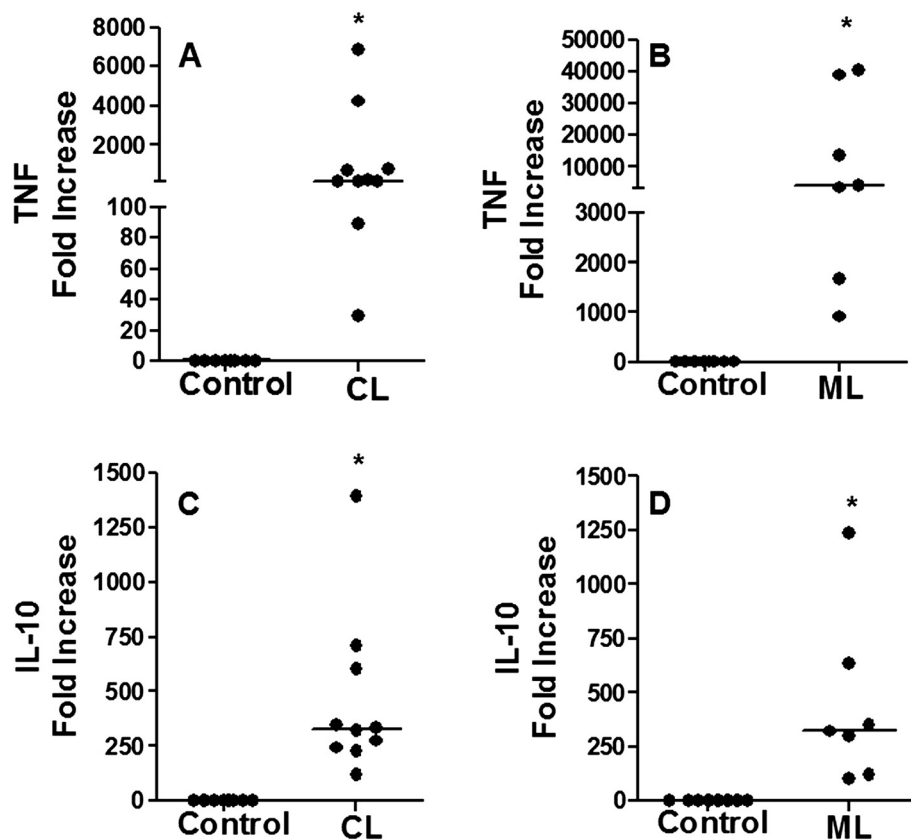 A
*
TNF
Fold Increase
8000
6000
4000
2000
100
80
60
40
20
0
Control
CL
B
*
TNF
Fold Increase
50000
40000
30000
20000
10000
3000
2000
1000
0
Control
ML
C
*
IL-10
Fold Increase
1500
1250
1000
750
500
250
0
Control
CL
D
*
IL-10
Fold Increase
1500
1250
1000
750
500
250
0
Control
ML